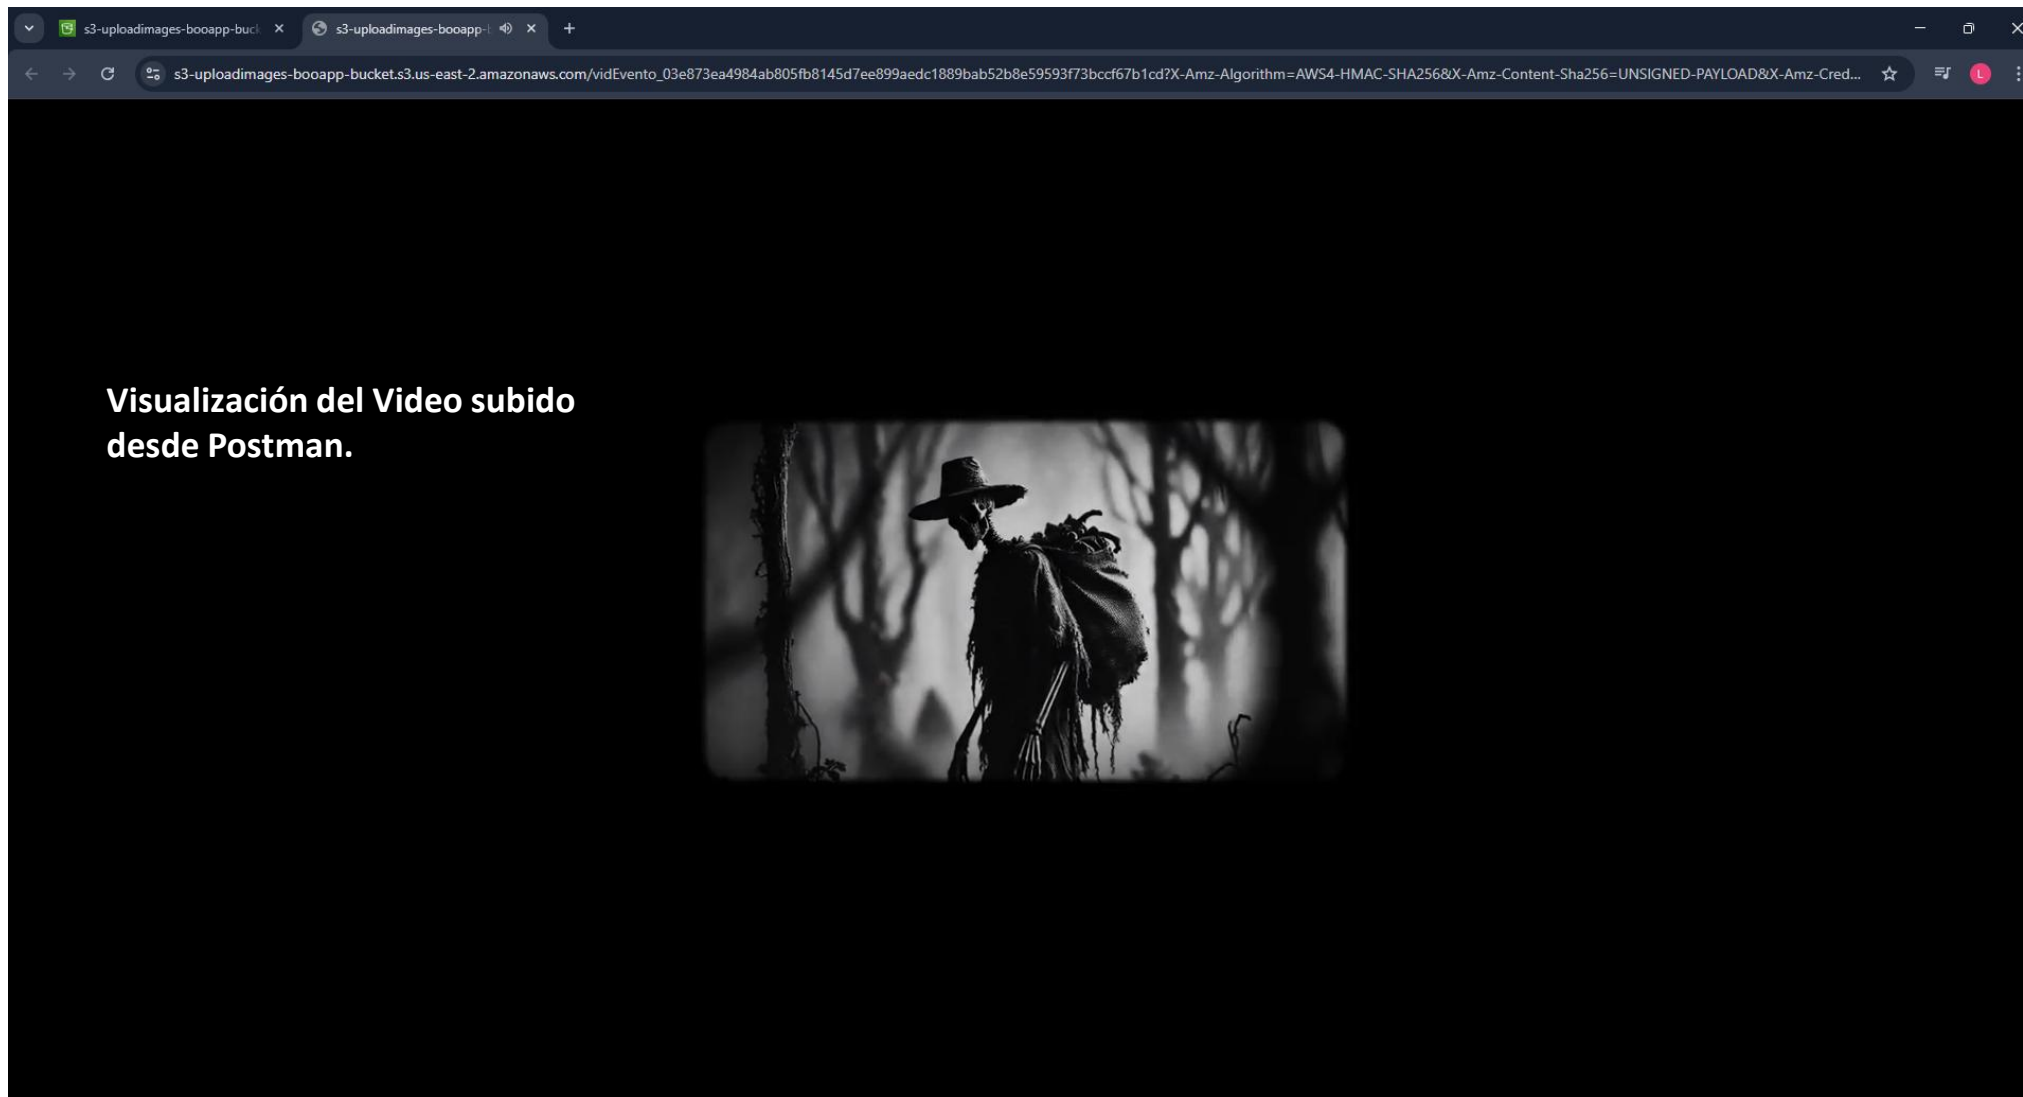 s3-uploadimages-booapp-buck
s3-uploadimages-booapp-b
s3-uploadimages-booapp-bucket.s3.us-east-2.amazonaws.com/vidEvento_03e873ea4984ab805fb8145d7ee899aedc1889bab52b8e59593f73bccf67b1cd?X-Amz-Algorithm=AWS4-HMAC-SHA256&X-Amz-Content-Sha256=UNSIGNED-PAYLOAD&X-Amz-Cred...
L
Visualización del Video subido
desde Postman.